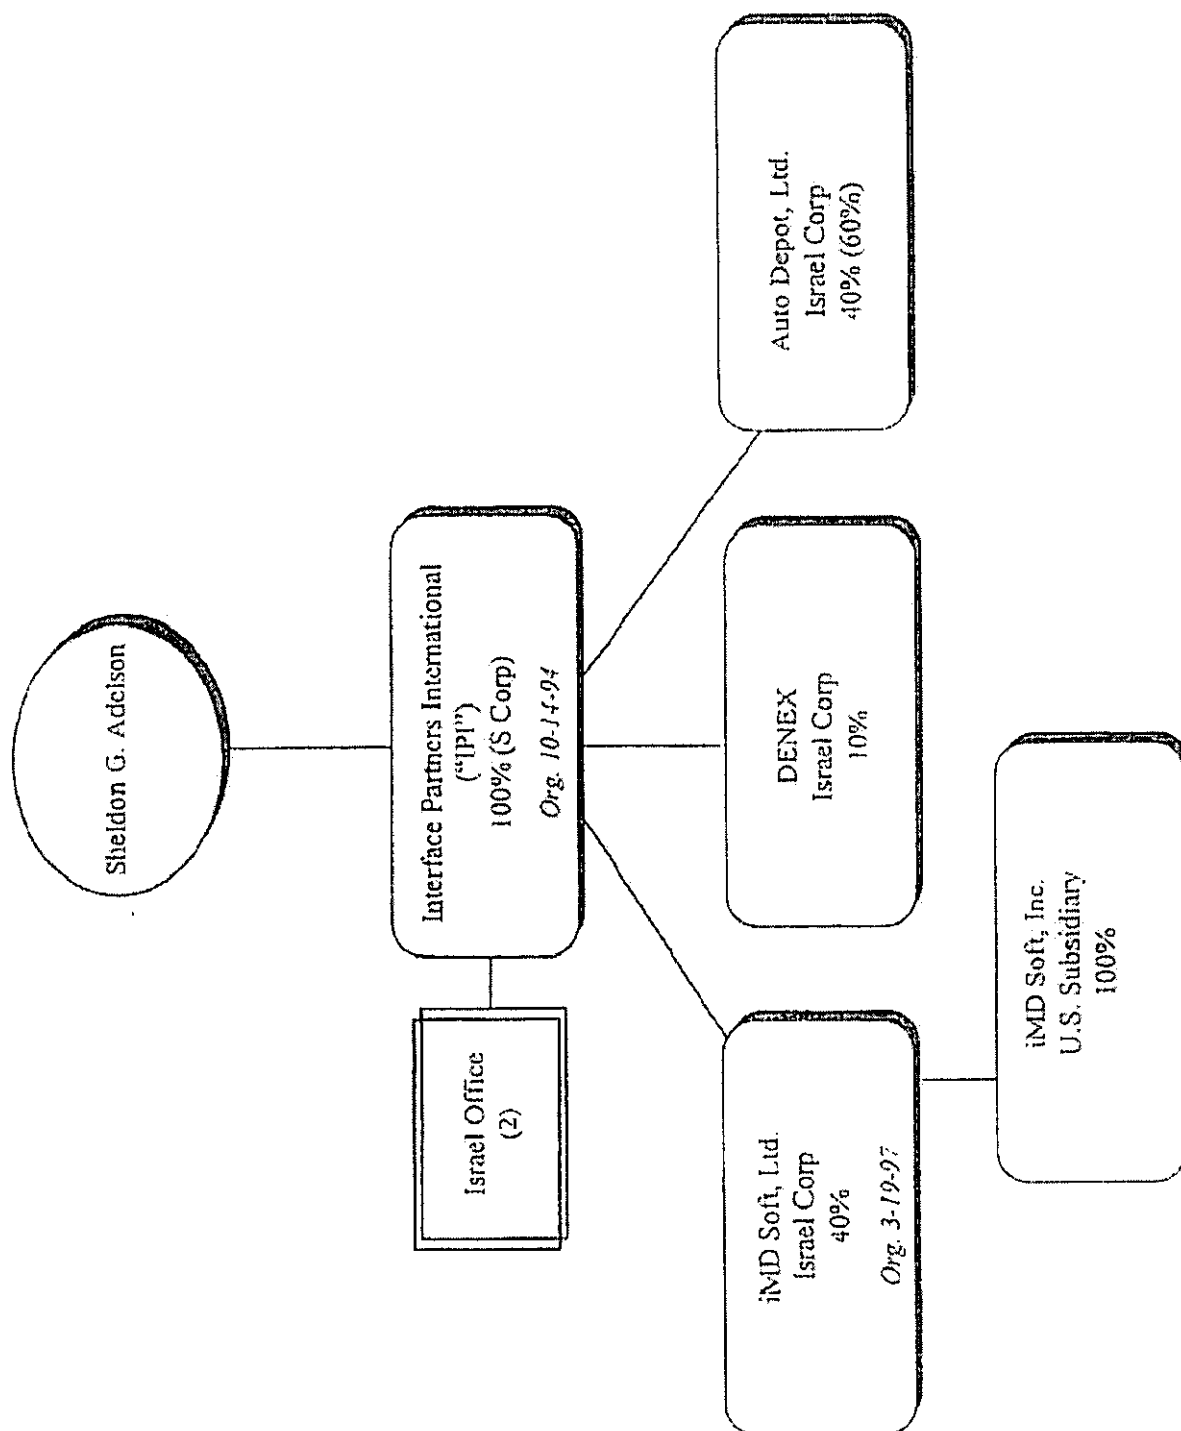 Sheldon G. Adelson
Interface Partners International
("IPI")
100% (S Corp)
Org. 10-14-94
Israel Office
(2)
iMD Soft, Ltd.
Israel Corp
40%
Org. 3-19-97
DENEX
Israel Corp
10%
Auto Depot, Ltd.
Israel Corp
40% (60%)
iMD Soft, Inc.
U.S. Subsidiary
100%